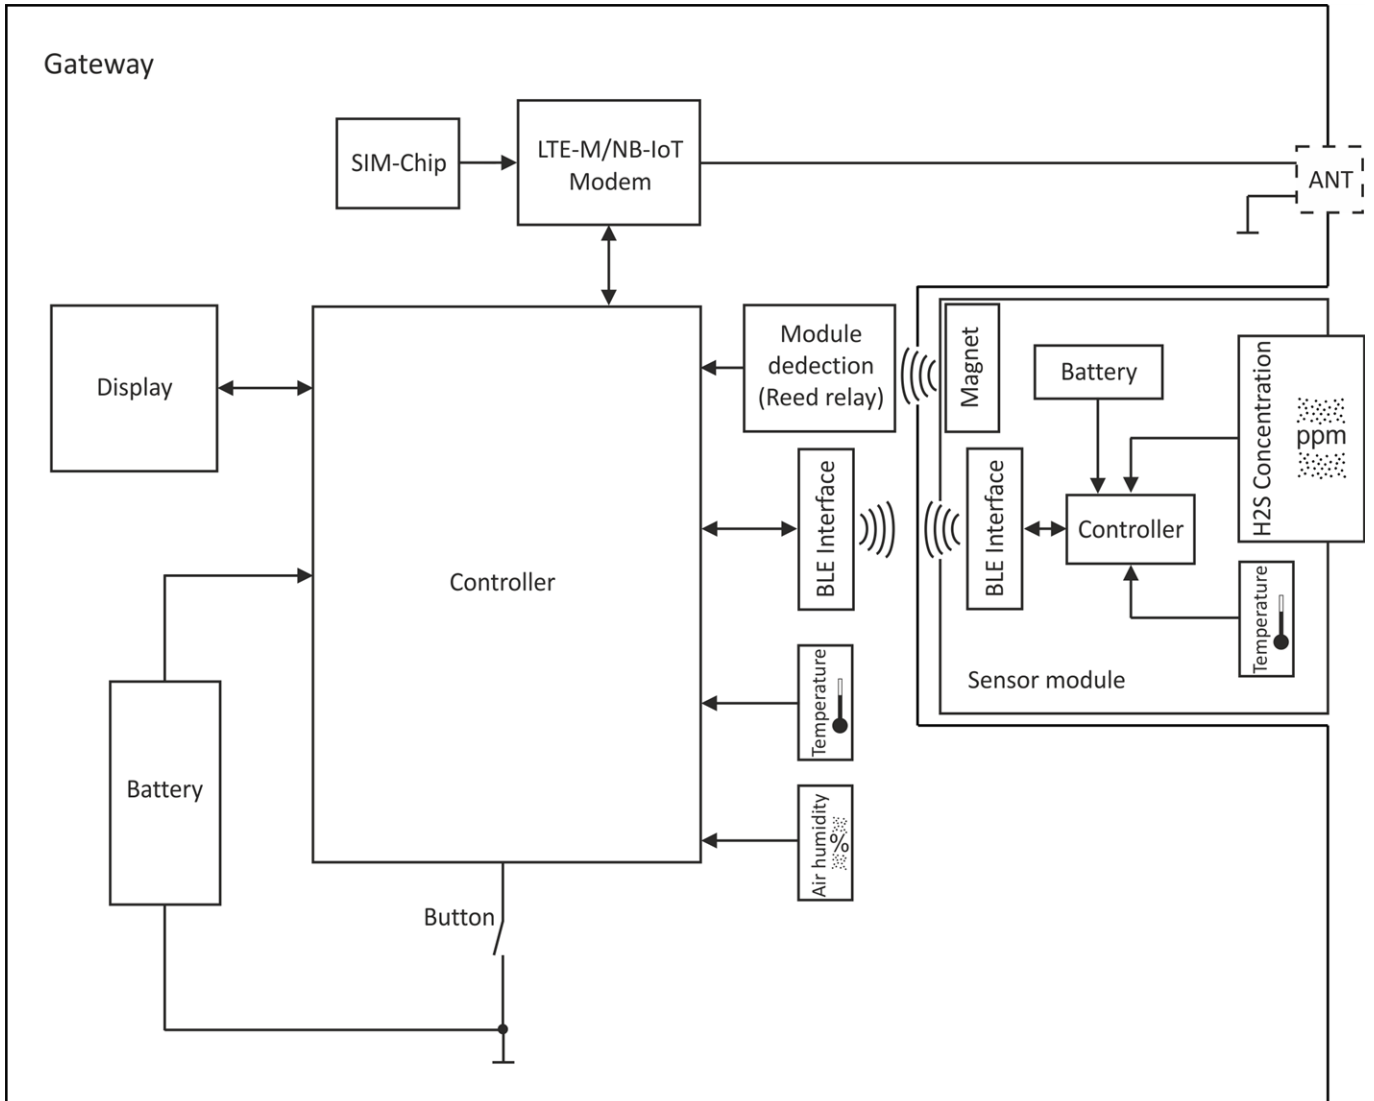 Gateway
SIM-Chip
LTE-M/NB-IoT
Modem
ANT
Display
Controller
Module
dedection
(Reed relay)
Magnet
Battery
H2S Concentration
ppm
BLE Interface
BLE Interface
Controller
Temperature
Sensor module
Temperature
Air humidity
%
Battery
Button